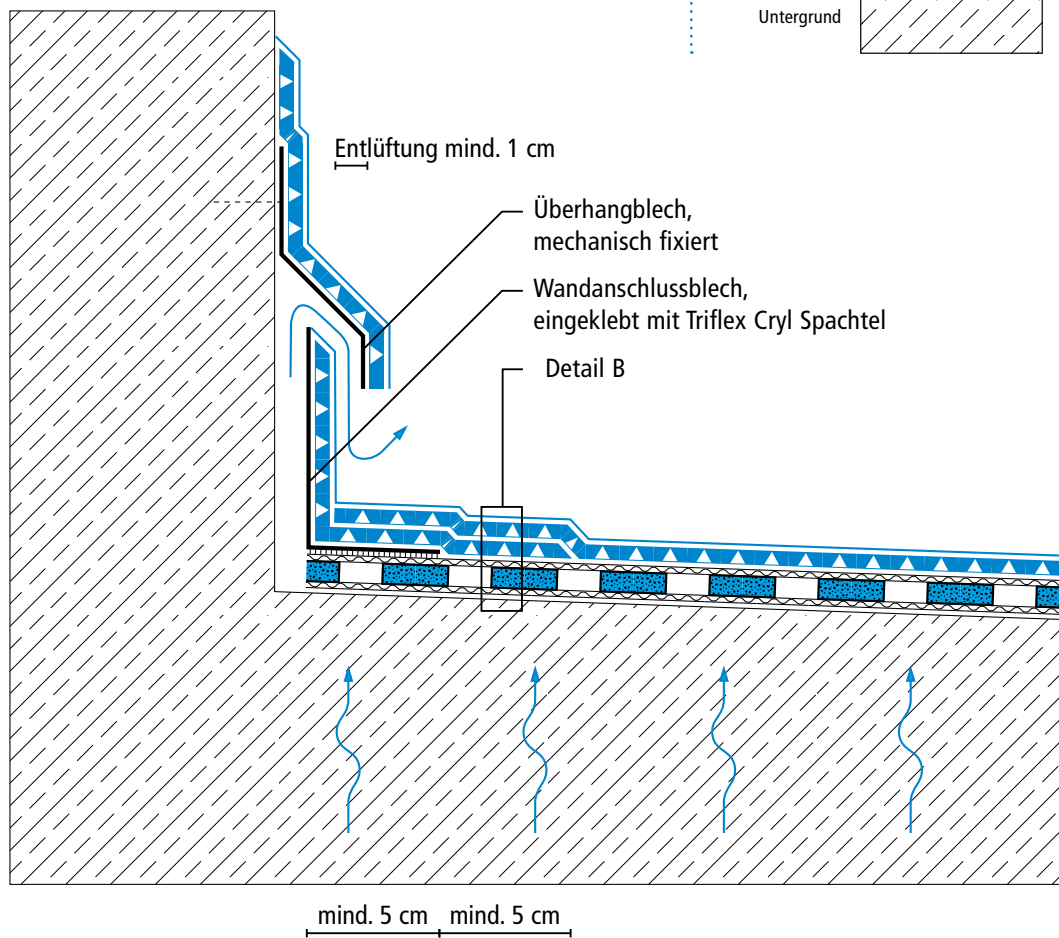 Untergrund
Entlüftung mind. 1 cm
Überhangblech,
mechanisch fixiert
Wandanschlussblech,
eingeklebt mit Triflex Cryl Spachtel
Detail B
mind. 5 cm
mind. 5 cm